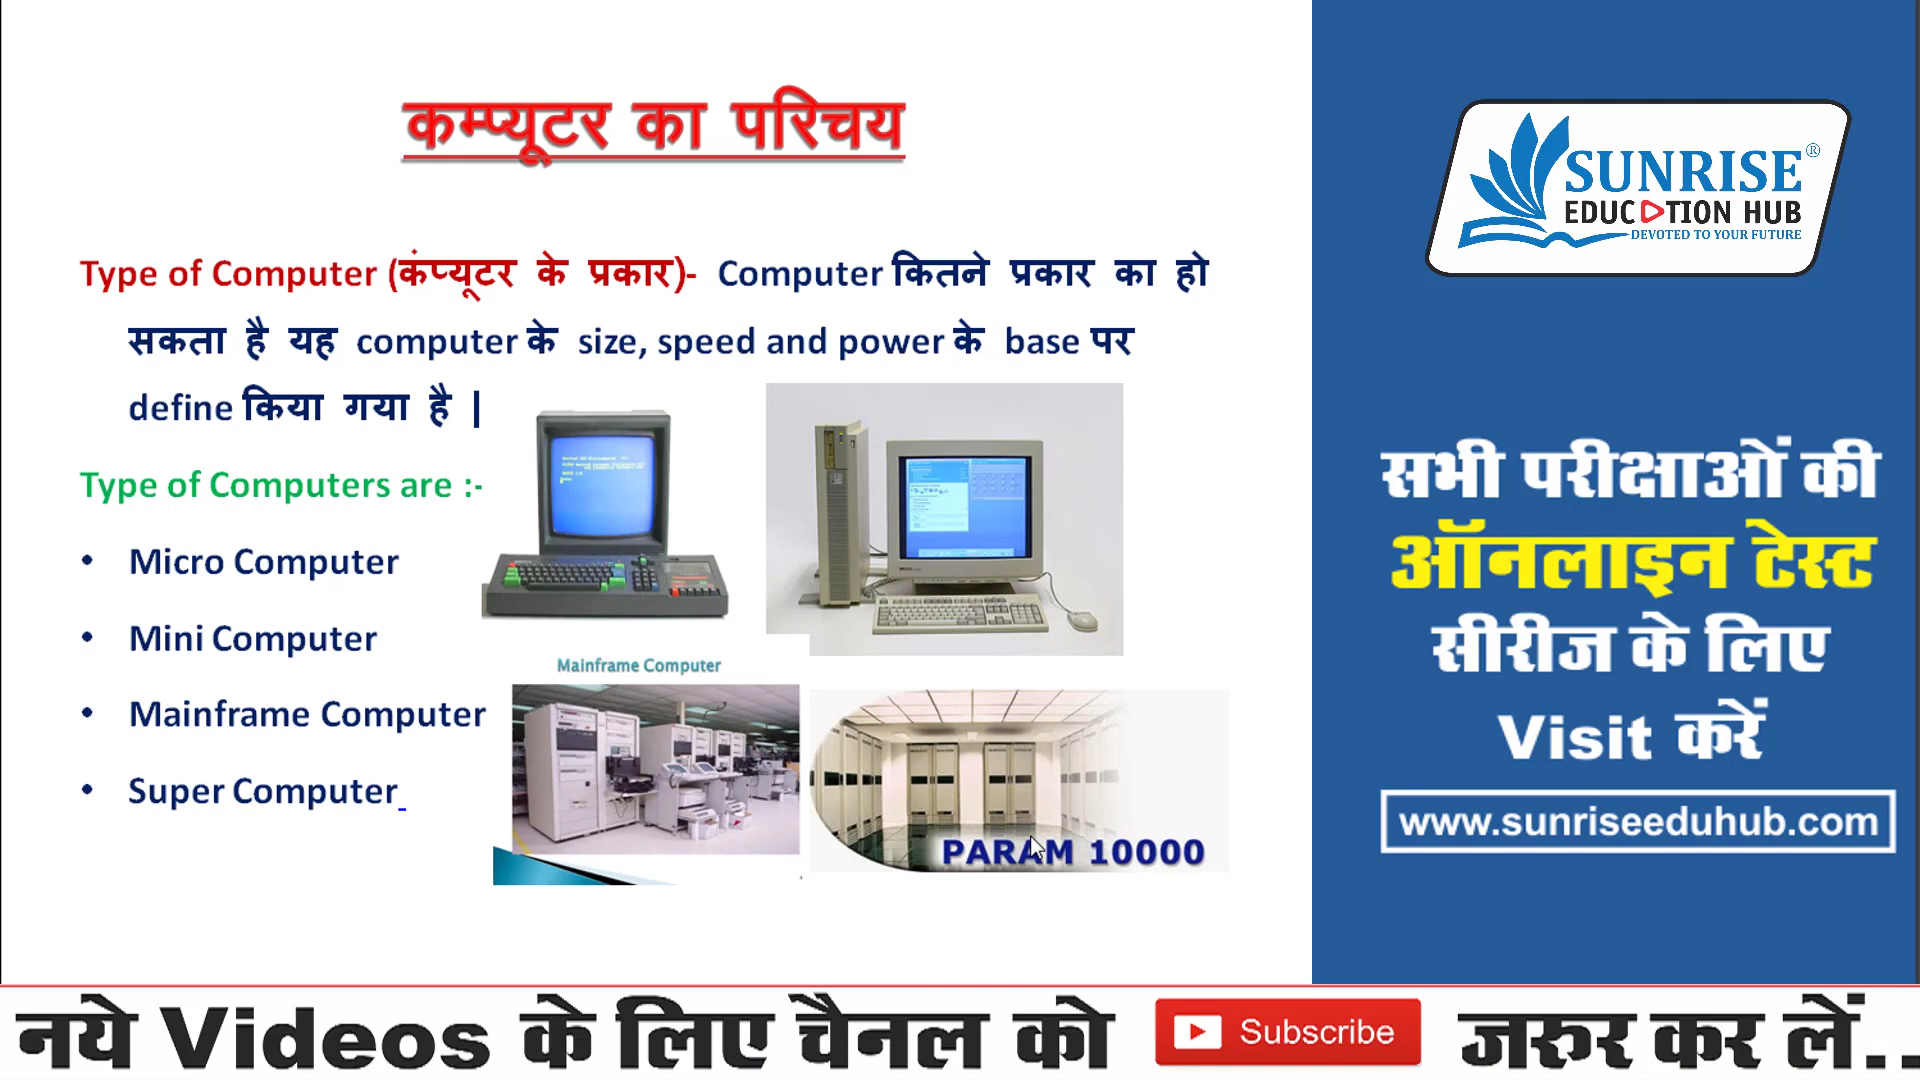 कम्प्यूटर का परिचय
Type of Computer (कंप्यूटर के प्रकार)- Computer कितने प्रकार का हो
सकता है यह computer के size, speed and power के base पर
define किया गया है |
Type of Computers are :-
• Micro Computer
• Mini Computer
• Mainframe Computer
• Super Computer
Mainframe Computer
PARAM 10000
SUNRISE®
EDUCATION HUB
DEVOTED TO YOUR FUTURE
सभी परीक्षाओं की
ऑनलाइन टेस्ट
सीरीज के लिए
Visit करें
www.sunriseeduhub.com
नये Videos के लिए चैनल को Subscribe जरुर कर लें..